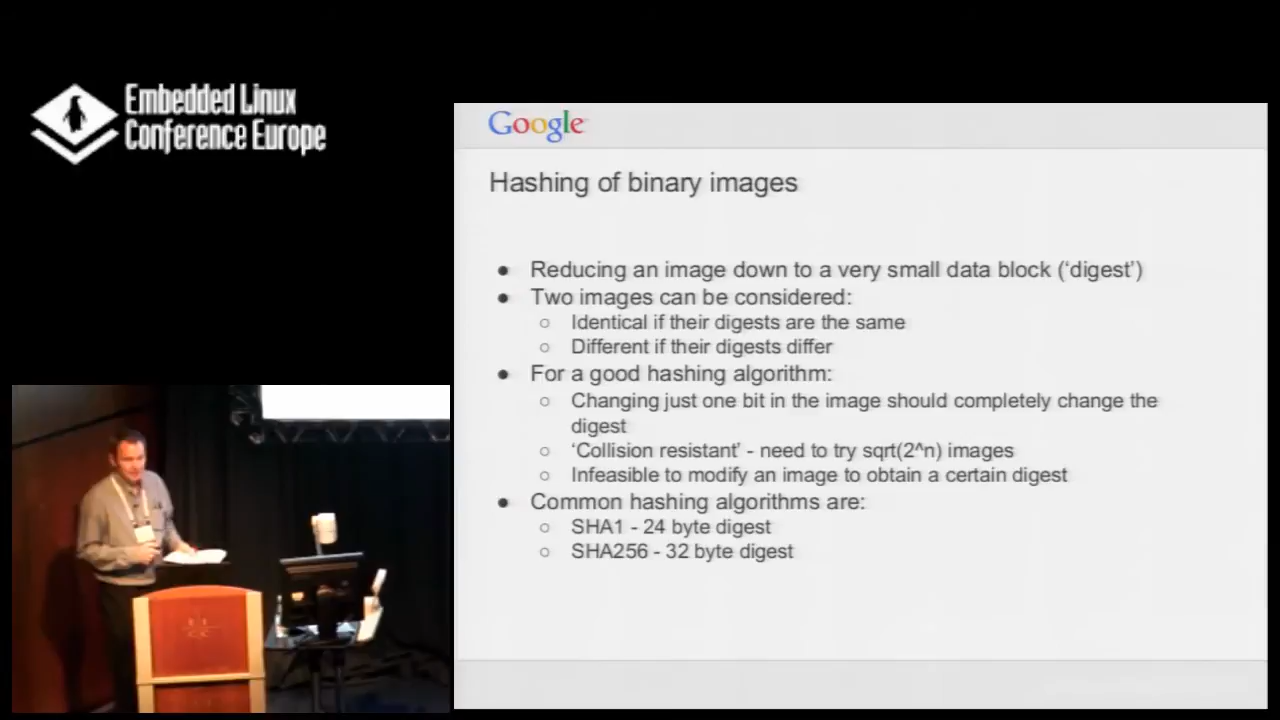 Embedded Linux
Conference Europe
Google
Hashing of binary images
● Reducing an image down to a very small data block (‘digest’)
● Two images can be considered:
○ Identical if their digests are the same
○ Different if their digests differ
● For a good hashing algorithm:
○ Changing just one bit in the image should completely change the
digest
○ ‘Collision resistant’ - need to try sqrt(2^n) images
○ Infeasible to modify an image to obtain a certain digest
● Common hashing algorithms are:
○ SHA1 - 24 byte digest
○ SHA256 - 32 byte digest